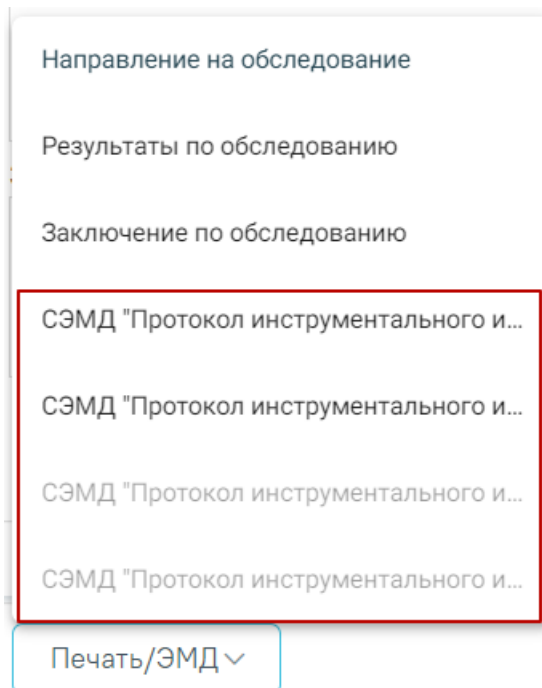 Направление на обследование
Результаты по обследованию
Заключение по обследованию
СЭМД "Протокол инструментального и...
СЭМД "Протокол инструментального и...
СЭМД "Протокол инструментального и...
СЭМД "Протокол инструментального и...
Печать/ЭМД